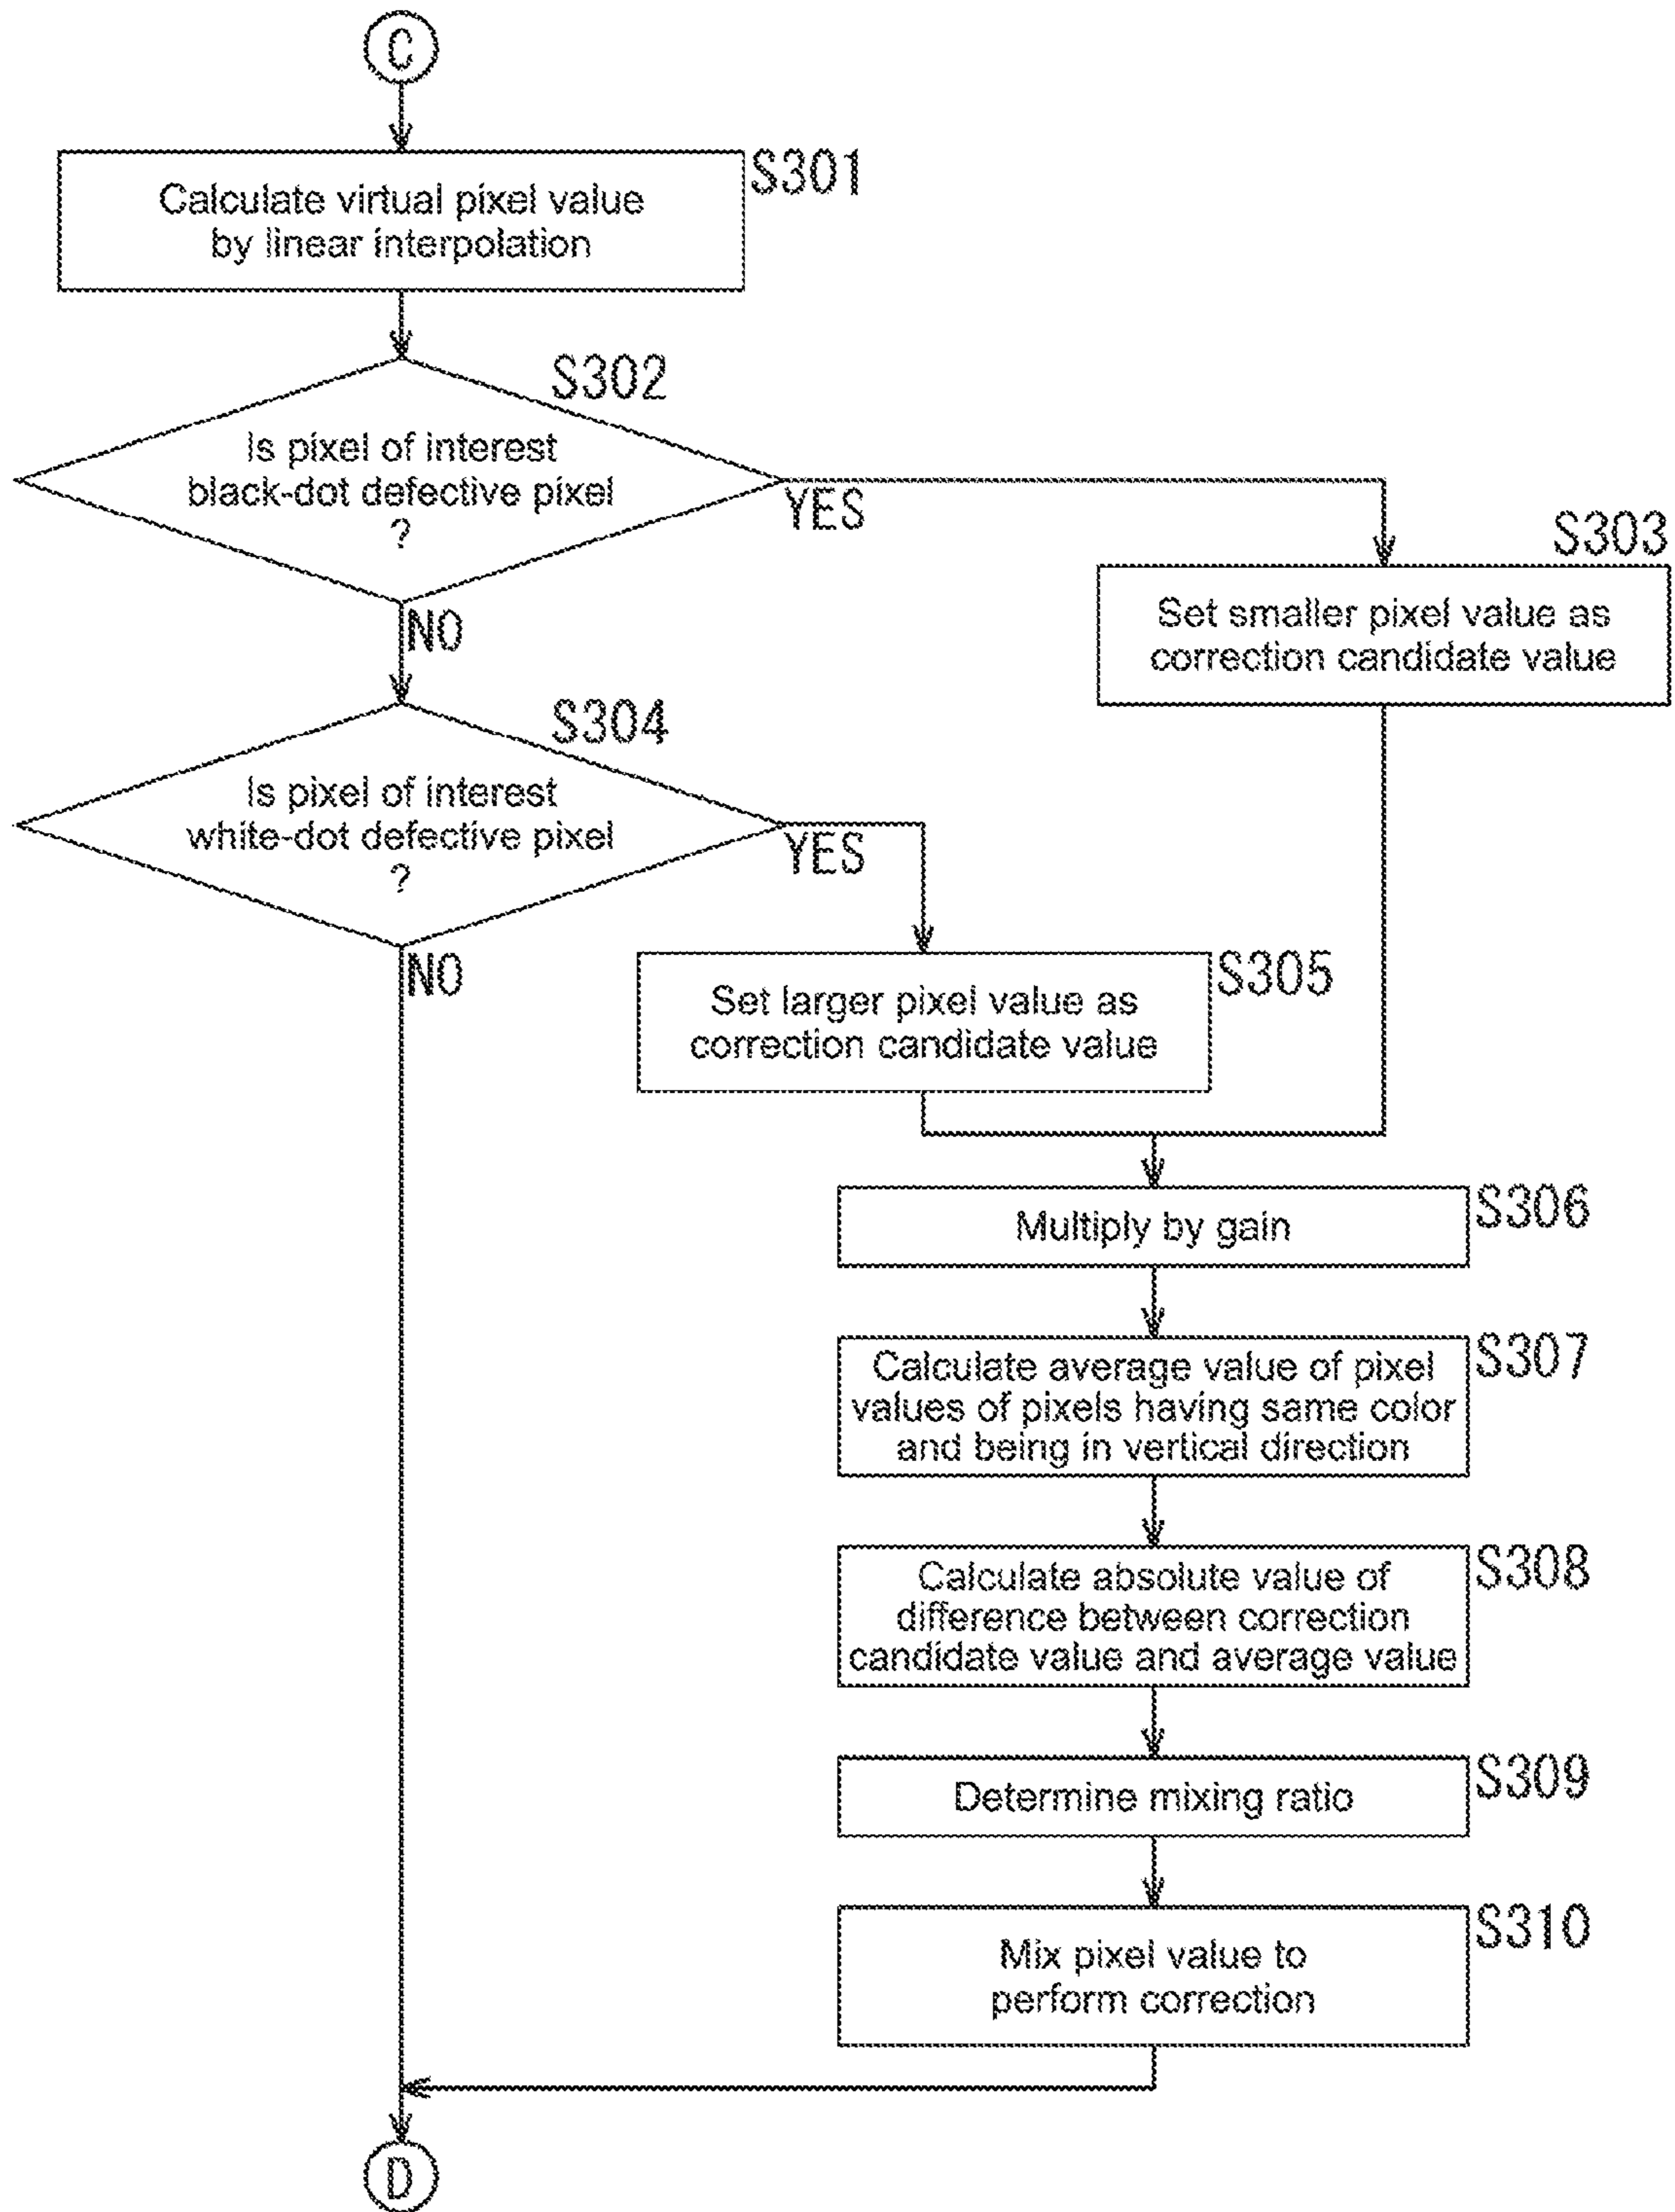 C
S301
Calculate virtual pixel value
by linear interpolation
S302
Is pixel of interest
black-dot defective pixel
?
YES
NO
S303
Set smaller pixel value as
correction candidate value
S304
Is pixel of interest
white-dot defective pixel
?
YES
NO
S305
Set larger pixel value as
correction candidate value
S306
Multiply by gain
S307
Calculate average value of pixel
values of pixels having same color
and being in vertical direction
S308
Calculate absolute value of
difference between correction
candidate value and average value
S309
Determine mixing ratio
S310
Mix pixel value to
perform correction
D